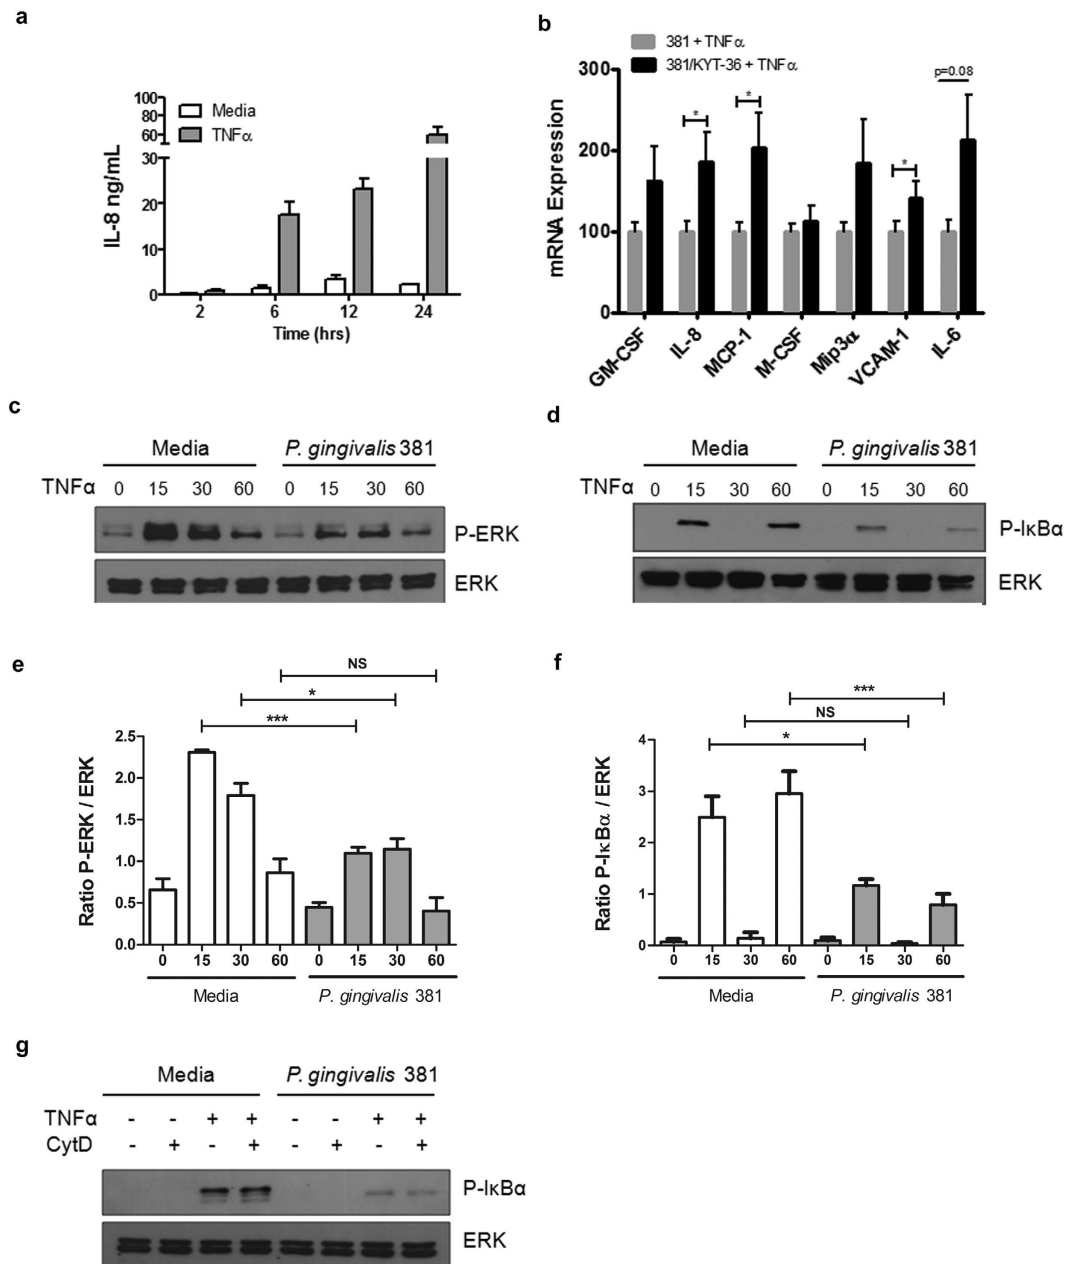 a
100
80
60
30
20
10
0
IL-8 ng/mL
Media
TNFα
2 6 12 24
Time (hrs)
b
381 + TNFα
381/KYT-36 + TNFα
300
200
100
0
mRNA Expression
* * * p=0.08
GM-CSF IL-8 MCP-1 M-CSF Mip3α VCAM-1 IL-6
c
Media P. gingivalis 381
TNFα 0 15 30 60 0 15 30 60
P-ERK
ERK
d
Media P. gingivalis 381
TNFα 0 15 30 60 0 15 30 60
P-IκBα
ERK
e
NS
*
***
2.5
2.0
1.5
1.0
0.5
0.0
Ratio P-ERK / ERK
0 15 30 60 0 15 30 60
Media P. gingivalis 381
f
***
NS
*
4
3
2
1
0
Ratio P-IκBα / ERK
0 15 30 60 0 15 30 60
Media P. gingivalis 381
g
Media P. gingivalis 381
TNFα - - + + - - + +
CytD - + - + - + - +
P-IκBα
ERK